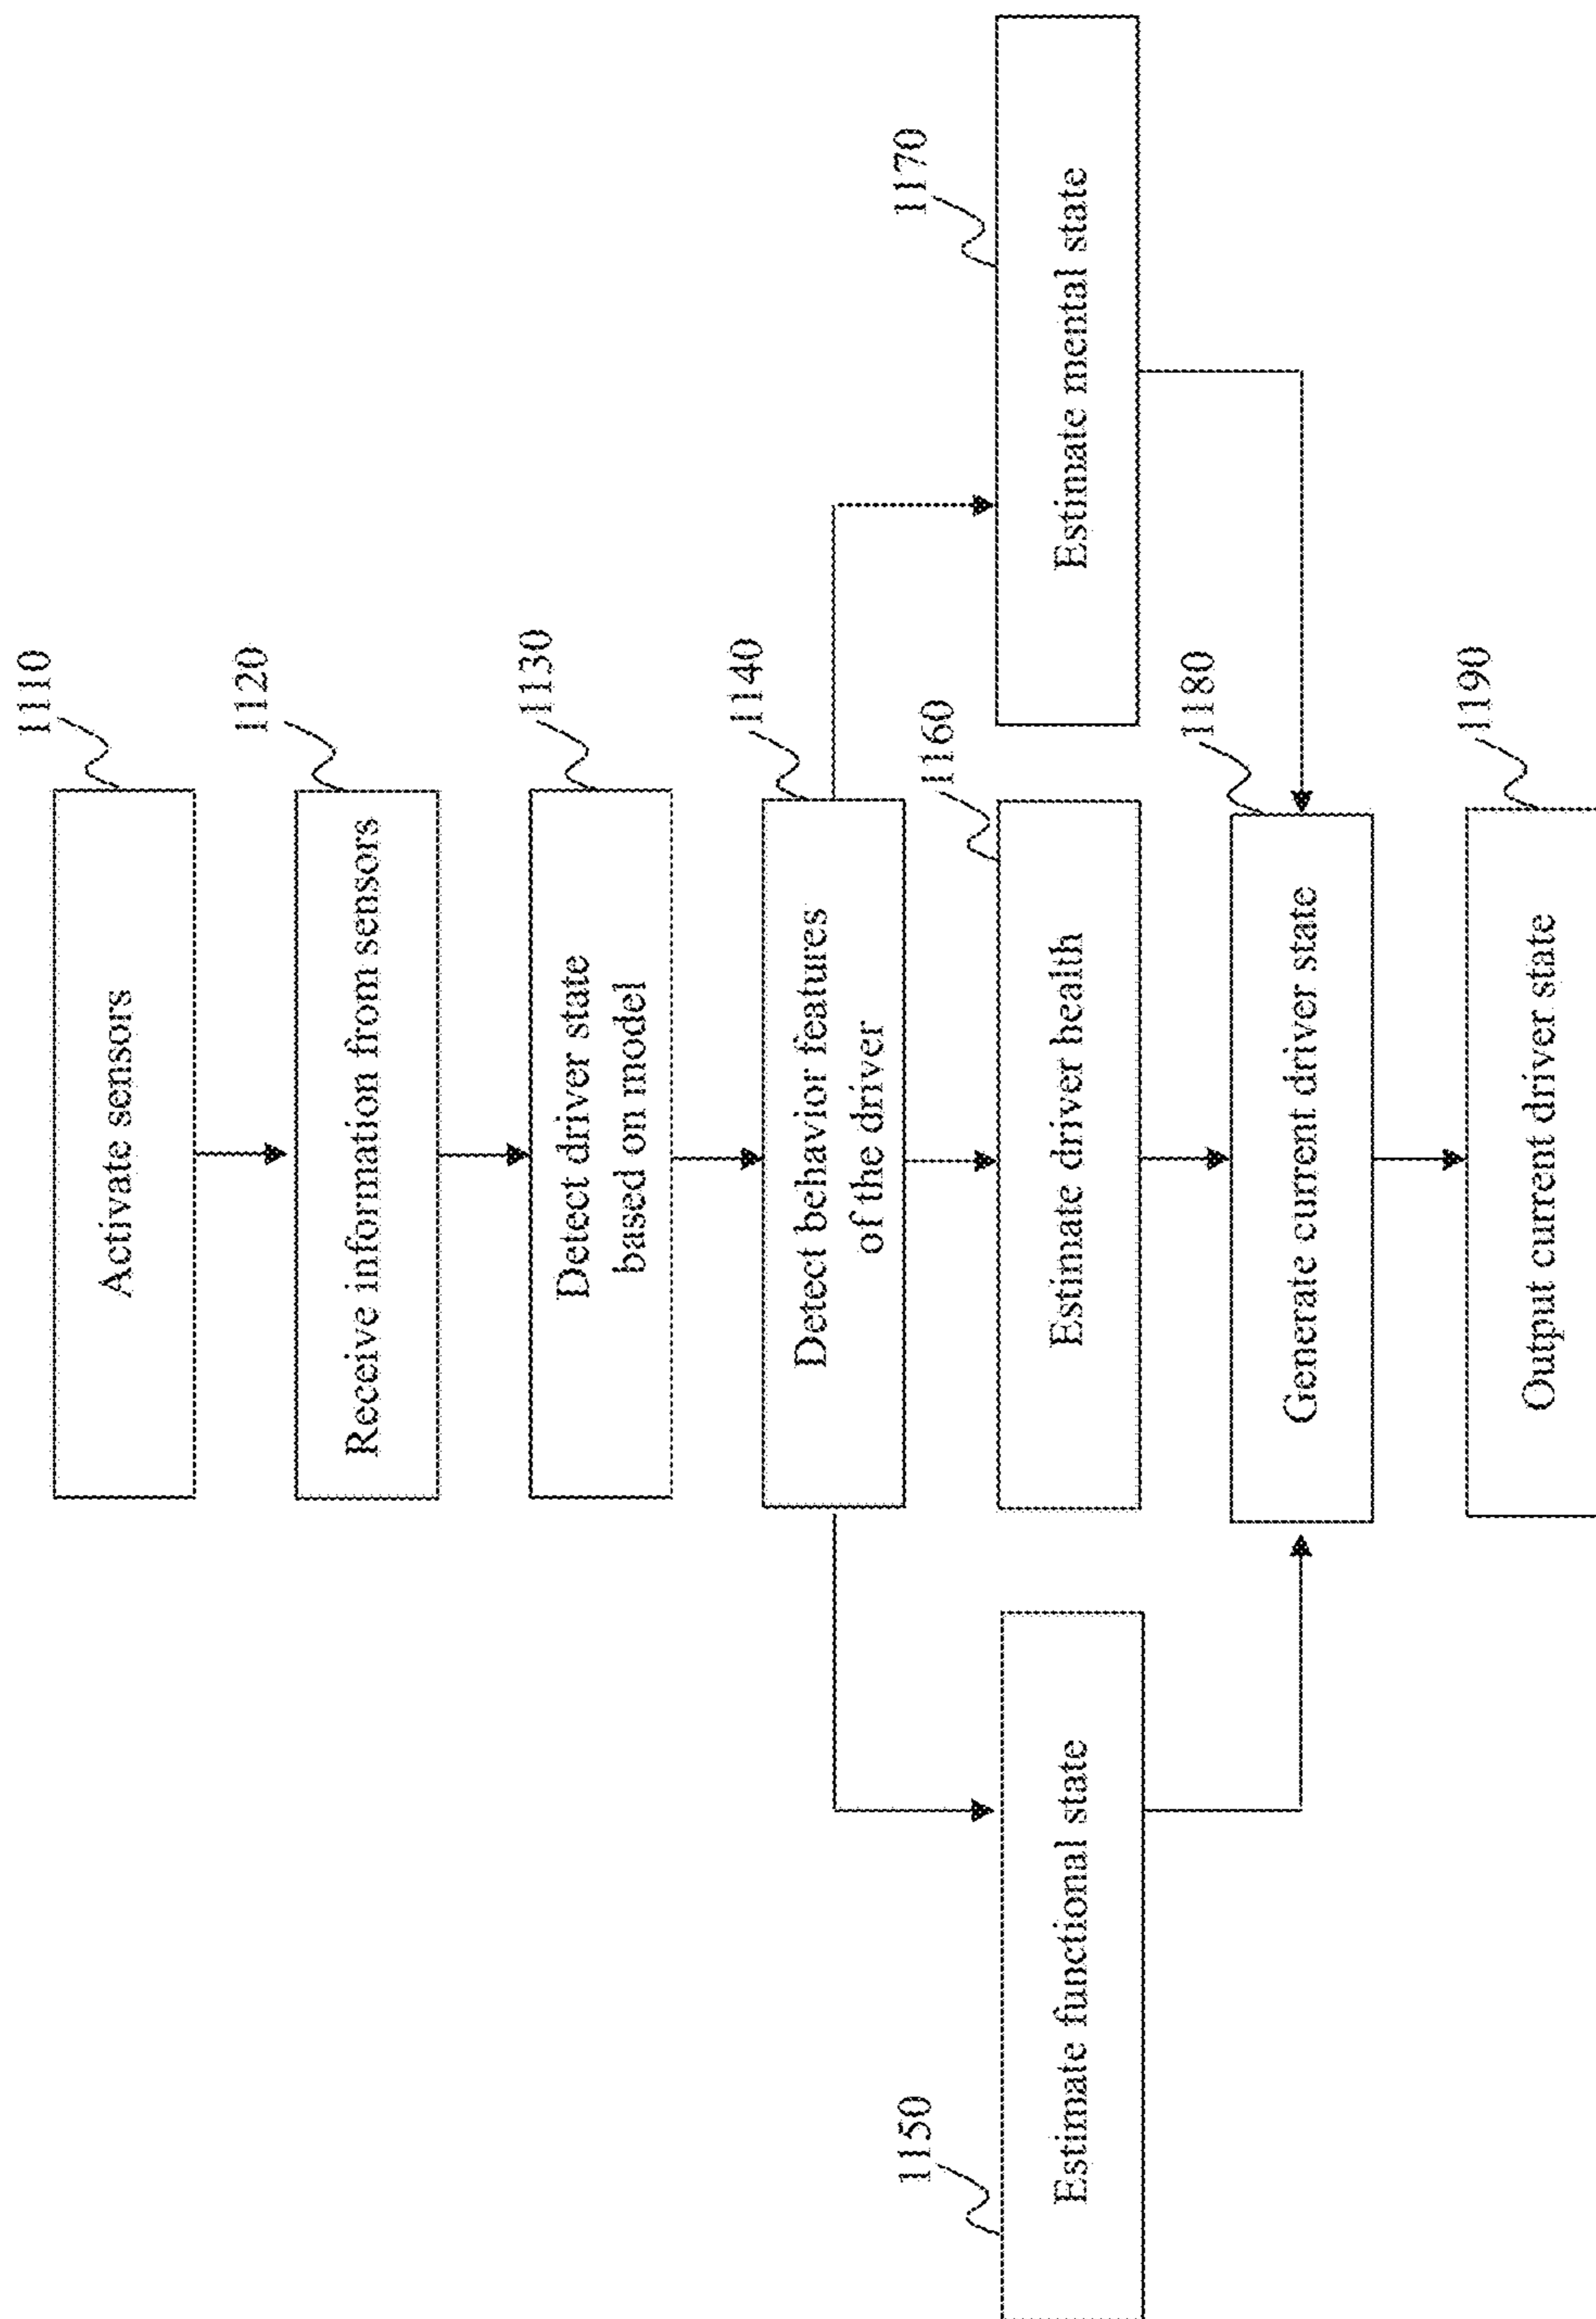 1110
Activate sensors
1120
Receive information from sensors
1130
Detect driver state
based on model
1140
Detect behavior features
of the driver
1150
Estimate functional state
1160
Estimate driver health
1170
Estimate mental state
1180
Generate current driver state
1190
Output current driver state